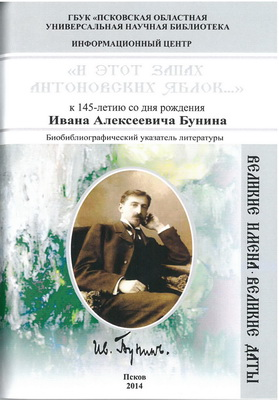 ГБУК «ПСКОВСКАЯ ОБЛАСТНАЯ
УНИВЕРСАЛЬНАЯ НАУЧНАЯ БИБЛИОТЕКА
ИНФОРМАЦИОННЫЙ ЦЕНТР
«И ЭТОТ ЗАПАХ
АНТОНОВСКИХ ЯБЛОК...»
к 145-летию со дня рождения
Ивана Алексеевича Бунина
Биобиблиографический указатель литературы
ВЕЛИКИЕ ИМЕНА · ВЕЛИКИЕ ДАТЫ
Ив. Бунинъ.
Псков
2014